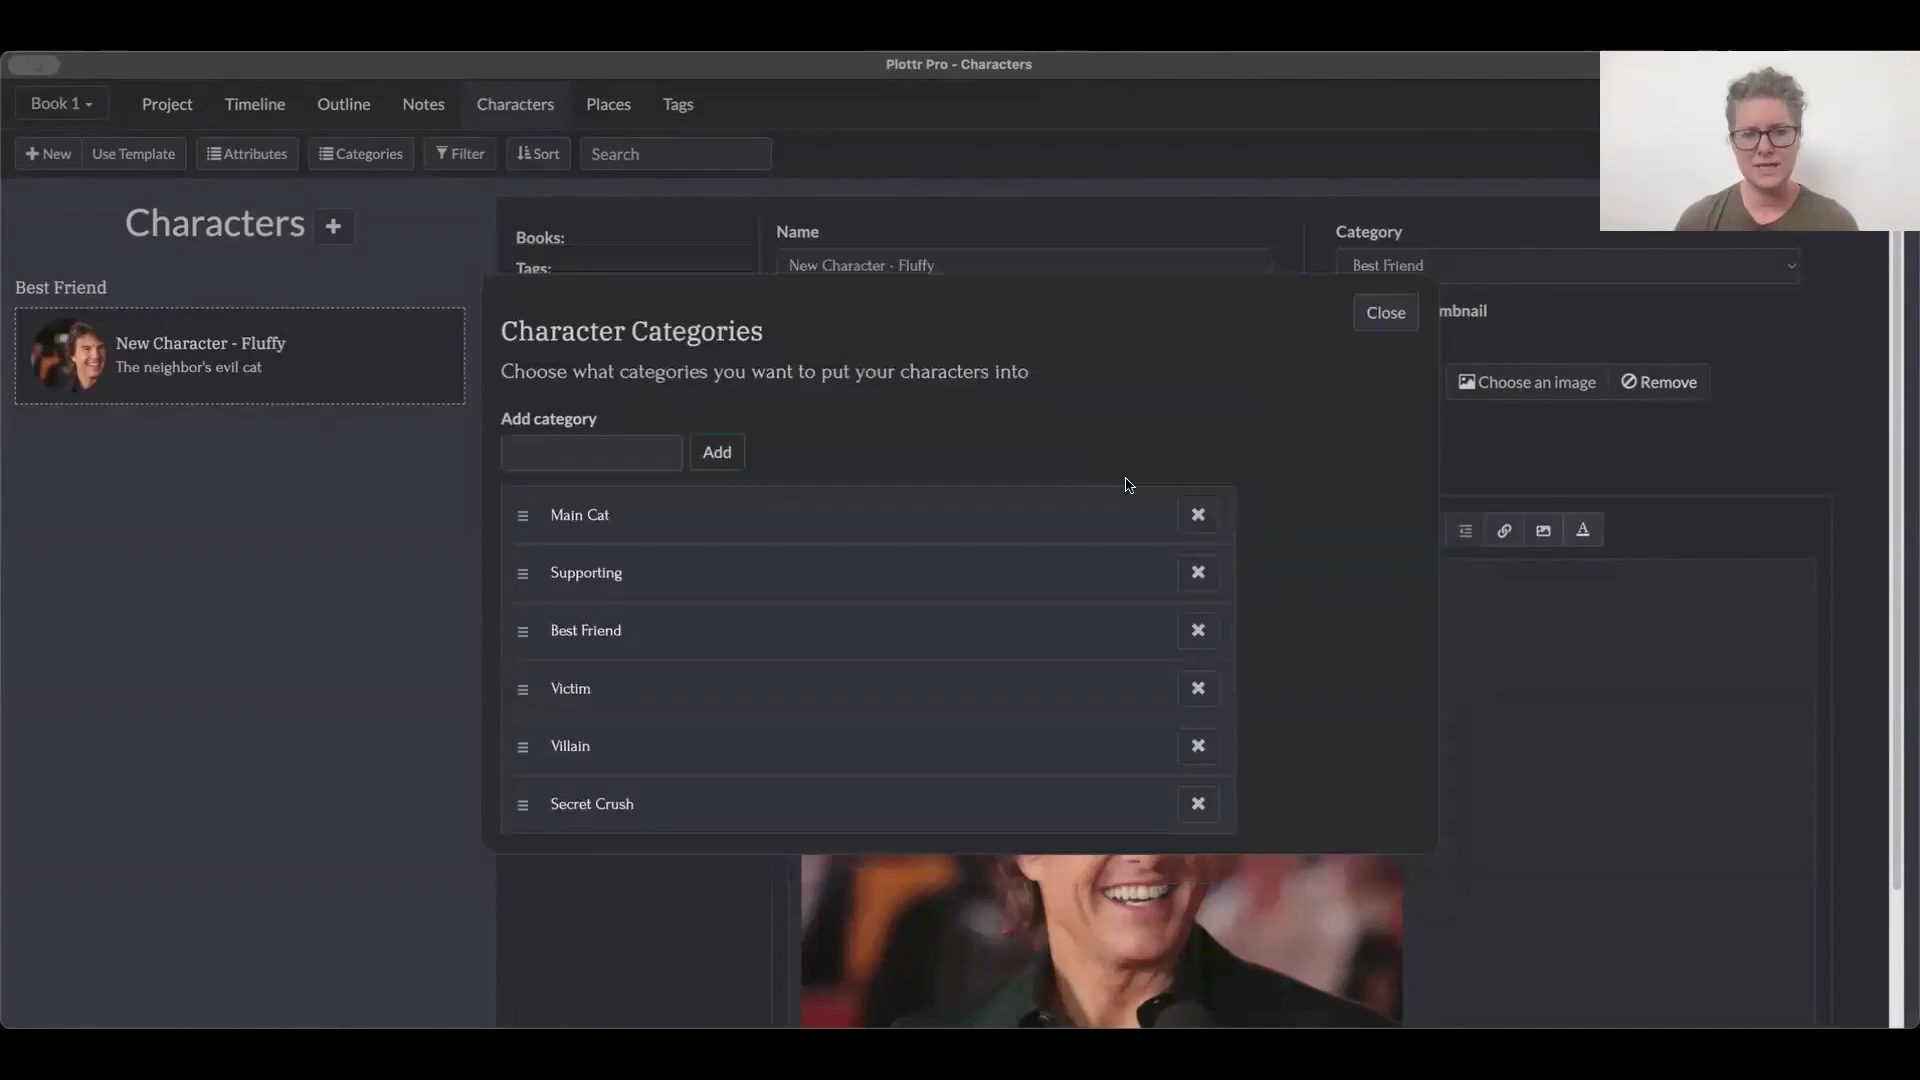 Plottr Pro - Characters
Book 1
Project
Timeline
Outline
Notes
Characters
Places
Tags
New
Use Template
Attributes
Categories
Filter
Sort
Search
Characters
Books:
Tags:
Name
New Character - Fluffy
Category
Best Friend
Best Friend
New Character - Fluffy
The neighbor's evil cat
Character Categories
Close
mbnail
Choose what categories you want to put your characters into
Choose an image
Remove
Add category
Add
Main Cat
Supporting
Best Friend
Victim
Villain
Secret Crush